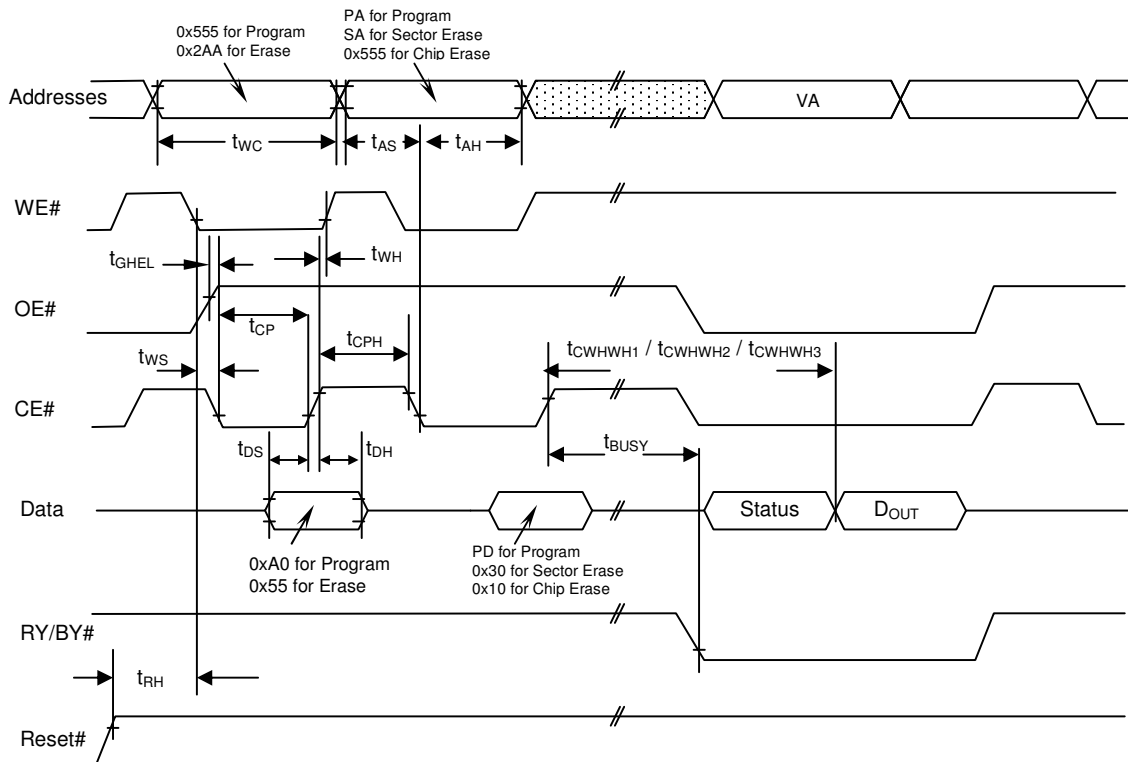 0x555 for Program
0x2AA for Erase
PA for Program
SA for Sector Erase
0x555 for Chip Erase
Addresses
VA
tWC
tAS
tAH
WE#
tGHEL
tWH
OE#
tCP
tCPH
tWS
tCWHWH1 / tCWHWH2 / tCWHWH3
CE#
tDS
tDH
tBUSY
Data
Status
DOUT
0xA0 for Program
0x55 for Erase
PD for Program
0x30 for Sector Erase
0x10 for Chip Erase
RY/BY#
tRH
Reset#